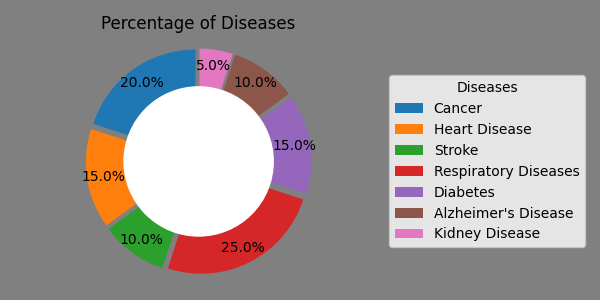 Percentage of Diseases
5.0%
20.0%
10.0%
15.0%
15.0%
10.0%
25.0%
Diseases
Cancer
Heart Disease
Stroke
Respiratory Diseases
Diabetes
Alzheimer's Disease
Kidney Disease